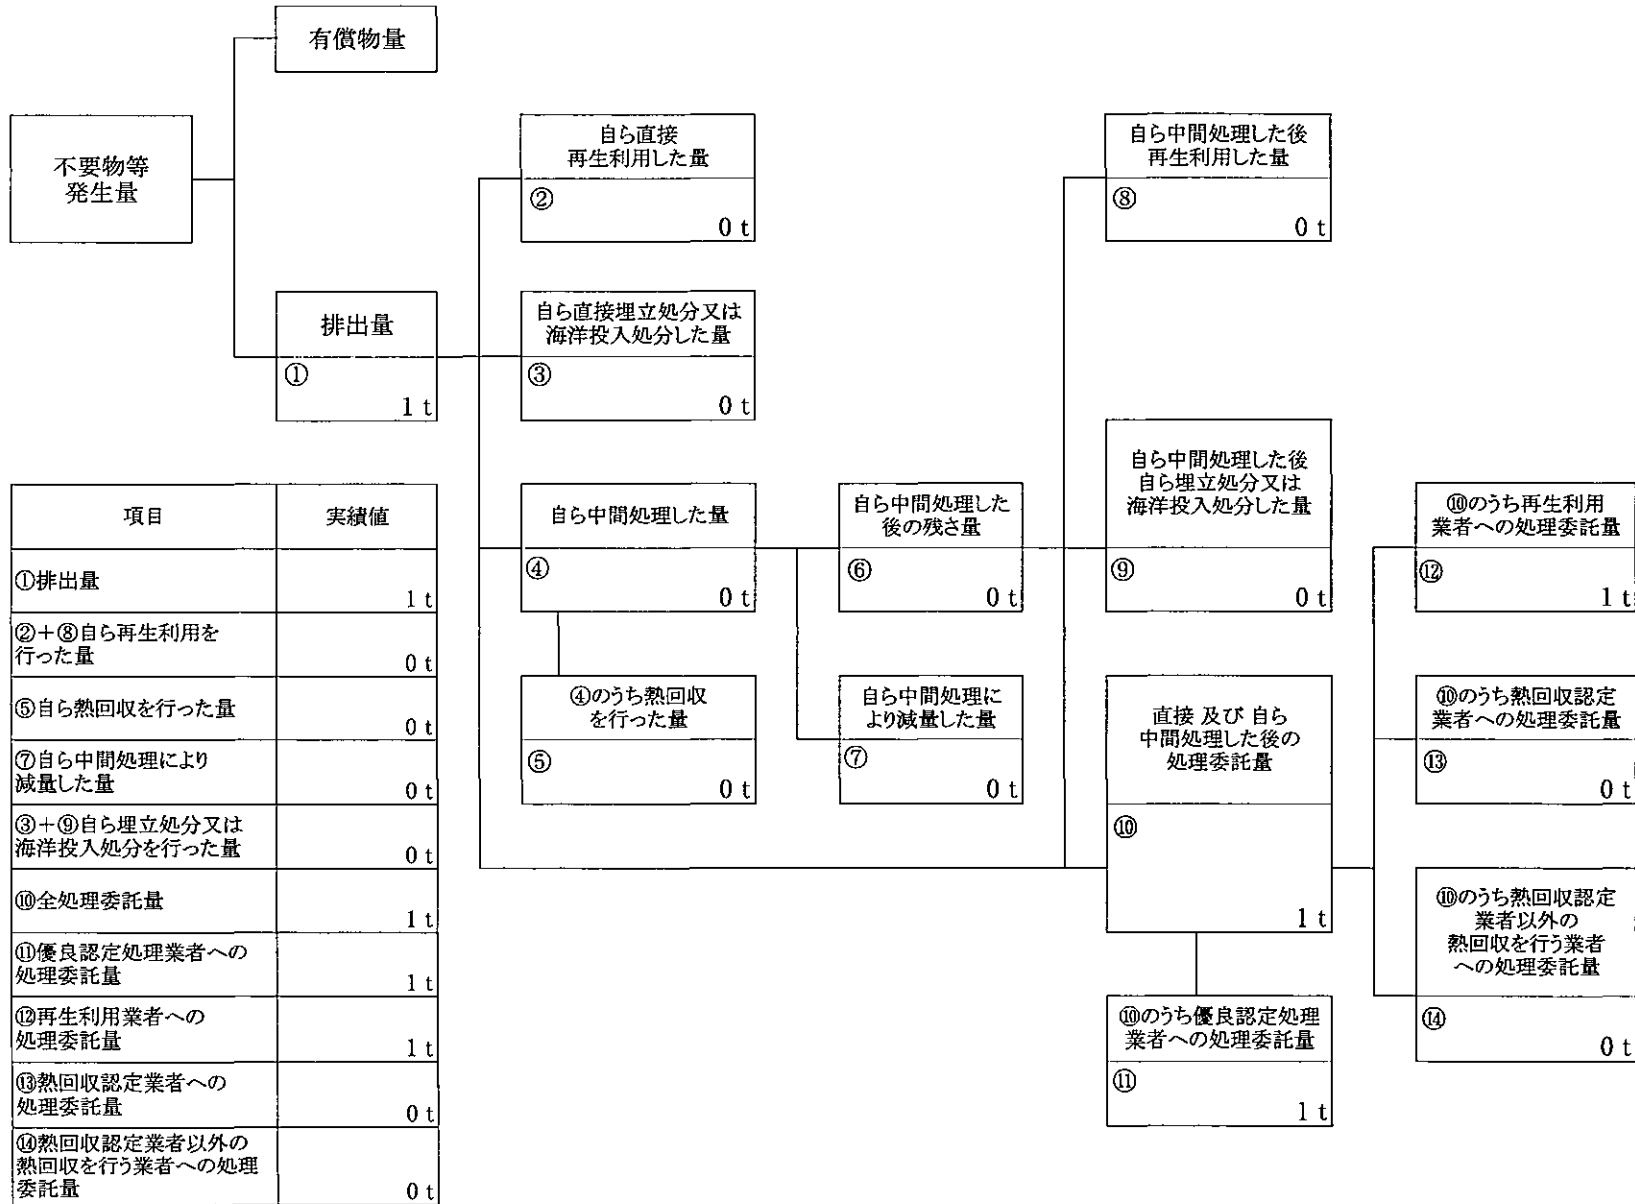 有償物量
不要物等
発生量
排出量
①
1 t
自ら直接
再生利用した量
②
0 t
自ら直接埋立処分又は
海洋投入処分した量
③
0 t
自ら中間処理した量
④
0 t
④のうち熱回収
を行った量
⑤
0 t
自ら中間処理した
後の残さ量
⑥
0 t
自ら中間処理に
より減量した量
⑦
0 t
自ら中間処理した後
再生利用した量
⑧
0 t
自ら中間処理した後
自ら埋立処分又は
海洋投入処分した量
⑨
0 t
直接 及び 自ら
中間処理した後の
処理委託量
⑩
1 t
⑩のうち優良認定処理
業者への処理委託量
⑪
1 t
⑩のうち再生利用
業者への処理委託量
⑫
1 t
⑩のうち熱回収認定
業者への処理委託量
⑬
0 t
⑩のうち熱回収認定
業者以外の
熱回収を行う業者
への処理委託量
⑭
0 t
項目 実績値
①排出量
1 t
②+⑧自ら再生利用を
行った量
0 t
⑤自ら熱回収を行った量
0 t
⑦自ら中間処理により
減量した量
0 t
③+⑨自ら埋立処分又は
海洋投入処分を行った量
0 t
⑩全処理委託量
1 t
⑪優良認定処理業者への
処理委託量
1 t
⑫再生利用業者への
処理委託量
1 t
⑬熱回収認定業者への
処理委託量
0 t
⑭熱回収認定業者以外の
熱回収を行う業者への処理
委託量
0 t